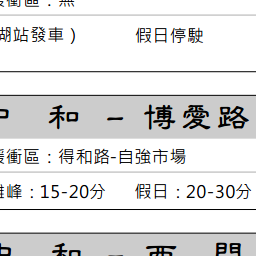 緩衝區：無
湖站發車 ) 假日停駛
中 和 – 博愛路
緩衝區：得和路-自強市場
離峰：15-20分 假日：20-30分
中 和 – 西 門